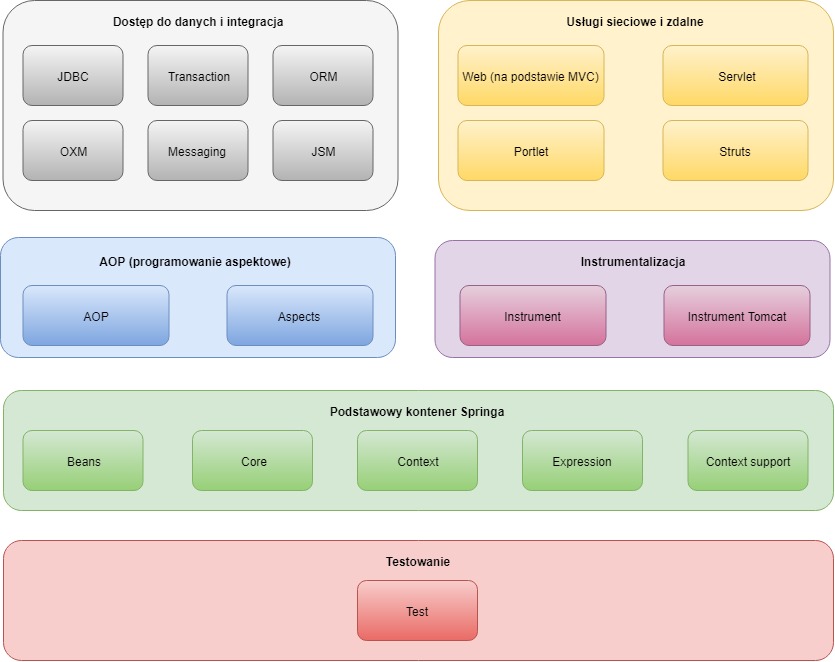 Dostęp do danych i integracja
JDBC
Transaction
ORM
OXM
Messaging
JSM
Usługi sieciowe i zdalne
Web (na podstawie MVC)
Servlet
Portlet
Struts
AOP (programowanie aspektowe)
AOP
Aspects
Instrumentalizacja
Instrument
Instrument Tomcat
Podstawowy kontener Springa
Beans
Core
Context
Expression
Context support
Testowanie
Test